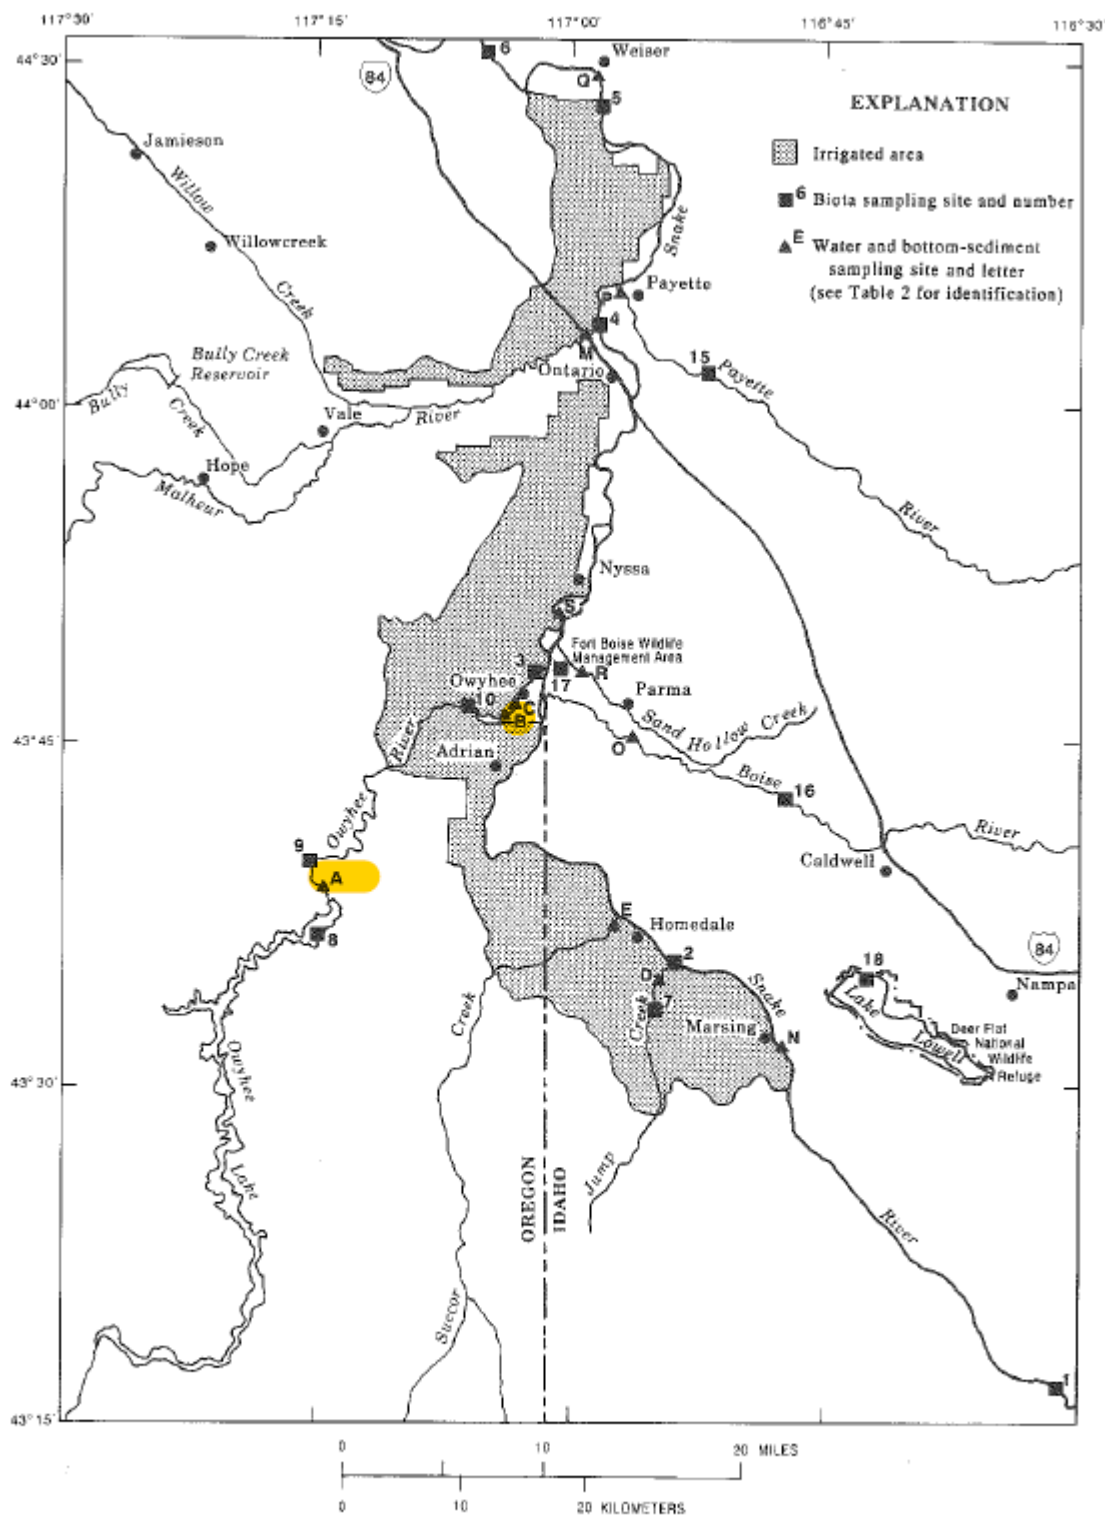 117°30'
117°15'
117°00'
116°45'
116°30'
44°30'
84
6
Weiser
Q
5
EXPLANATION
Irrigated area
6 Biota sampling site and number
E Water and bottom-sediment
sampling site and letter
(see Table 2 for identification)
Jamieson
Willow
Creek
Willowcreek
Snake
Payette
4
M
Ontario
15
Payette
River
Bully Creek
Reservoir
Bully
Creek
44°00'
Vale
River
Hope
Malheur
Nyssa
S
Fort Boise Wildlife
Management Area
3
17
R
Owyhee
10
C
B
Parma
Sand Hollow Creek
43°45'
River
Adrian
O
Boise
16
River
Owyhee
9
A
8
Caldwell
E
Homedale
2
D
7
Creek
Snake
Marsing
N
18
84
Nampa
Lake
Lowell
Deer Flat
National
Wildlife
Refuge
Creek
Owyhee
Lake
43°30'
OREGON
IDAHO
Jump
River
Succor
1
43°15'
0 10 20 MILES
0 10 20 KILOMETERS